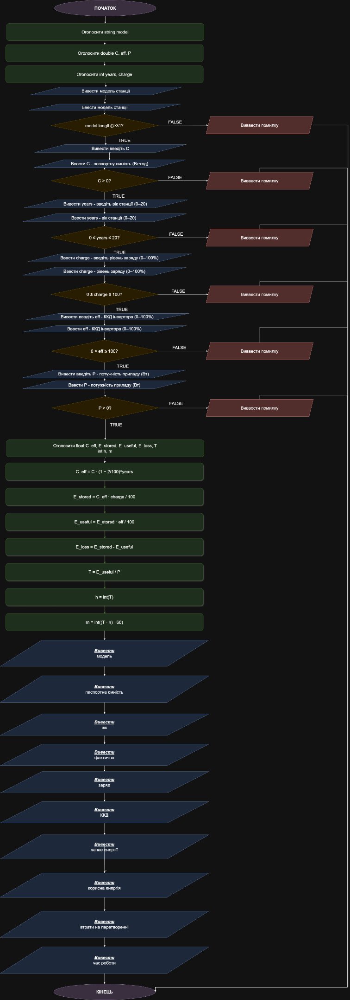 ПОЧАТОК
Оголосити string model
Оголосити double C, eff, P
Оголосити int years, charge
Вивести модель станції
Ввести модель станції
model.length()>31?
FALSE
Виввести помилку
TRUE
Вивести введіть C
Ввести C - паспортну ємність (Вт·год)
C > 0?
FALSE
Виввести помилку
TRUE
Вивести years - введіть вік станції (0–20)
Ввести years - вік станції (0–20)
0 ≤ years ≤ 20?
FALSE
Виввести помилку
TRUE
Ввести charge - введіть рівень заряду (0–100%)
Ввести charge - рівень заряду (0–100%)
0 ≤ charge ≤ 100?
FALSE
Виввести помилку
TRUE
Вивести введіть eff - ККД інвертора (0–100%)
Ввести eff - ККД інвертора (0–100%)
0 < eff ≤ 100?
FALSE
Виввести помилку
TRUE
Вивести введіть P - потужність приладу (Вт)
Ввести P - потужність приладу (Вт)
P > 0?
FALSE
Виввести помилку
TRUE
Оголосити float C_eff, E_stored, E_useful, E_loss, T
int h, m
C_eff = C · (1 − 2/100)^years
E_stored = C_eff · charge / 100
E_useful = E_stored · eff / 100
E_loss = E_stored - E_useful
T = E_useful / P
h = int(T)
m = int((T - h) · 60)
Вивести
модель
Вивести
паспортна ємність
Вивести
вік
Вивести
фактична
Вивести
заряд
Вивести
ККД
Вивести
запас енергії
Вивести
корисна енергія
Вивести
втрати на перетворенні
Вивести
час роботи
КІНЕЦЬ